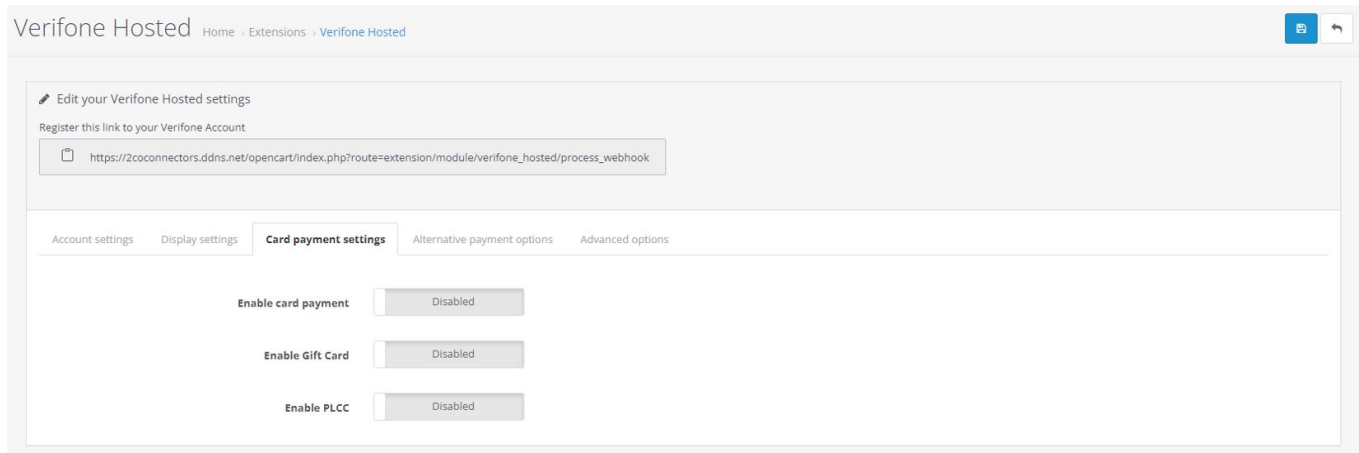 Verifone Hosted Home › Extensions › Verifone Hosted
Edit your Verifone Hosted settings
Register this link to your Verifone Account
https://2coconnectors.ddns.net/opencart/index.php?route=extension/module/verifone_hosted/process_webhook
Account settings Display settings Card payment settings Alternative payment options Advanced options
Enable card payment Disabled
Enable Gift Card Disabled
Enable PLCC Disabled